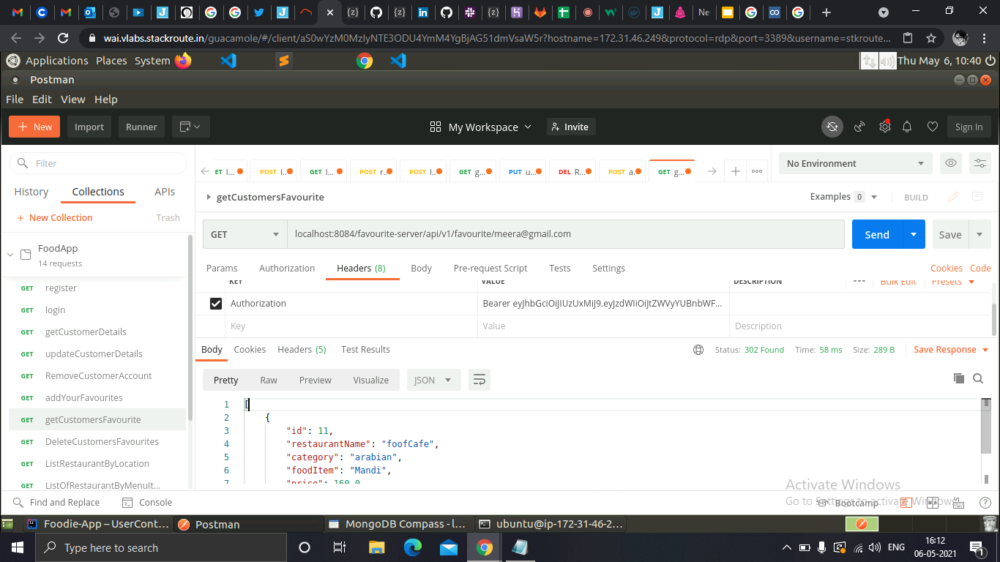 wai.vlabs.stackroute.in/guacamole/#/client/aS0wYzM0MzIyNTE3ODU4YmM4YgBjAG51dmVsaW5r?hostname=172.31.46.249&protocol=rdp&port=3389&username=stkroute...
Applications Places System Thu May 6, 10:40
Postman
File Edit View Help
+ New Import Runner My Workspace Invite Sign In
Filter
ET l... POST l... GET l... POST r... POST l... GET g... PUT u... DEL R... POST a... GET g... No Environment
History Collections APIs
getCustomersFavourite Examples 0 BUILD
+ New Collection Trash
GET localhost:8084/favourite-server/api/v1/favourite/meera@gmail.com Send Save
FoodApp
14 requests
Params Authorization Headers (8) Body Pre-request Script Tests Settings Cookies Code
KEY VALUE DESCRIPTION Bulk Edit Presets
GET register
Authorization Bearer eyJhbGciOiJIUzUxMiJ9.eyJzdWIiOiJtZWVyYUBnbWF...
GET login
Key Value Description
GET getCustomerDetails
Body Cookies Headers (5) Test Results Status: 302 Found Time: 58 ms Size: 289 B Save Response
GET updateCustomerDetails
GET RemoveCustomerAccount
Pretty Raw Preview Visualize JSON
GET addYourFavourites
1 [
GET getCustomersFavourite
2 {
3 "id": 11,
GET DeleteCustomersFavourites
4 "restaurantName": "foofCafe",
5 "category": "arabian",
GET ListRestaurantByLocation
6 "foodItem": "Mandi",
GET ListOfRestaurantByMenuIt...
7 "price": 160.0
Activate Windows
Go to Settings to activate Windows.
Find and Replace Console Bootcamp
Foodie-App – UserCont... Postman MongoDB Compass - l... ubuntu@ip-172-31-46-2...
Type here to search ENG 16:12
06-05-2021 1